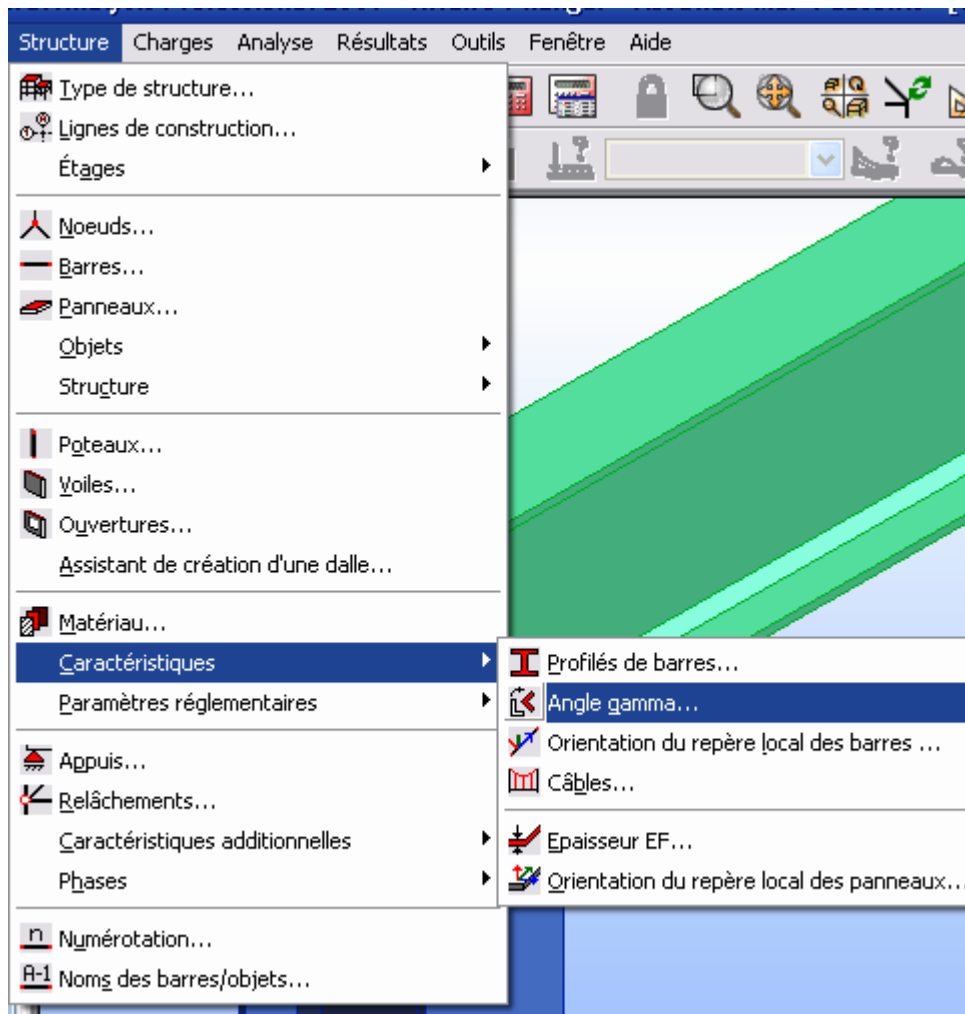 Structure Charges Analyse Résultats Outils Fenêtre Aide
Type de structure...
Lignes de construction...
Étages
Noeuds...
Barres...
Panneaux...
Objets
Structure
Poteaux...
Voiles...
Ouvertures...
Assistant de création d'une dalle...
Matériau...
Caractéristiques
Paramètres réglementaires
Appuis...
Relâchements...
Caractéristiques additionnelles
Phases
n Numérotation...
A-1 Noms des barres/objets...
Profilés de barres...
Angle gamma...
Orientation du repère local des barres ...
Câbles...
Epaisseur EF...
Orientation du repère local des panneaux...